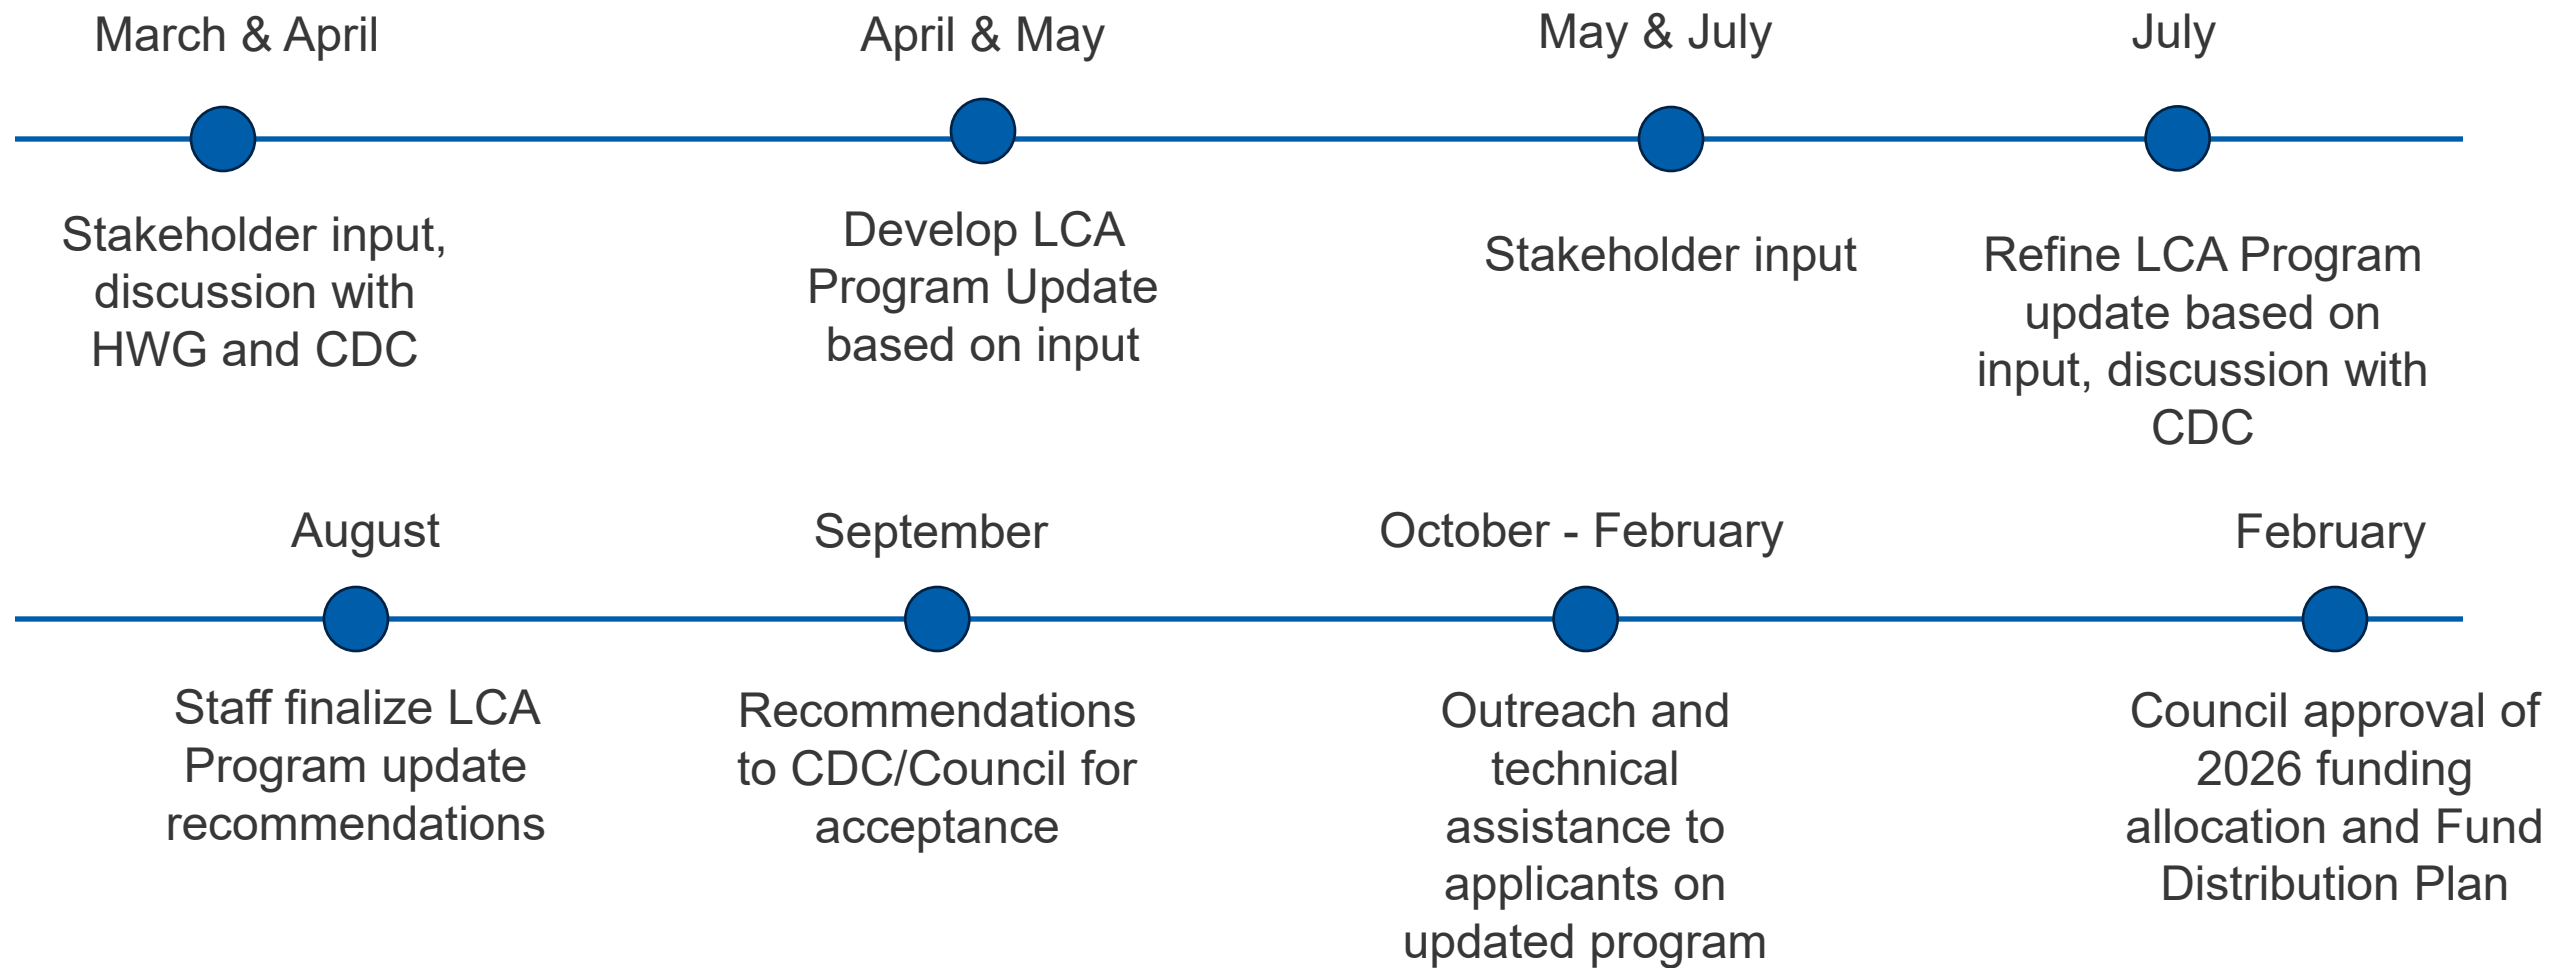 March & April
Stakeholder input,
discussion with
HWG and CDC
April & May
Develop LCA
Program Update
based on input
May & July
Stakeholder input
July
Refine LCA Program
update based on
input, discussion with
CDC
August
Staff finalize LCA
Program update
recommendations
September
Recommendations
to CDC/Council for
acceptance
October - February
Outreach and
technical
assistance to
applicants on
updated program
February
Council approval of
2026 funding
allocation and Fund
Distribution Plan